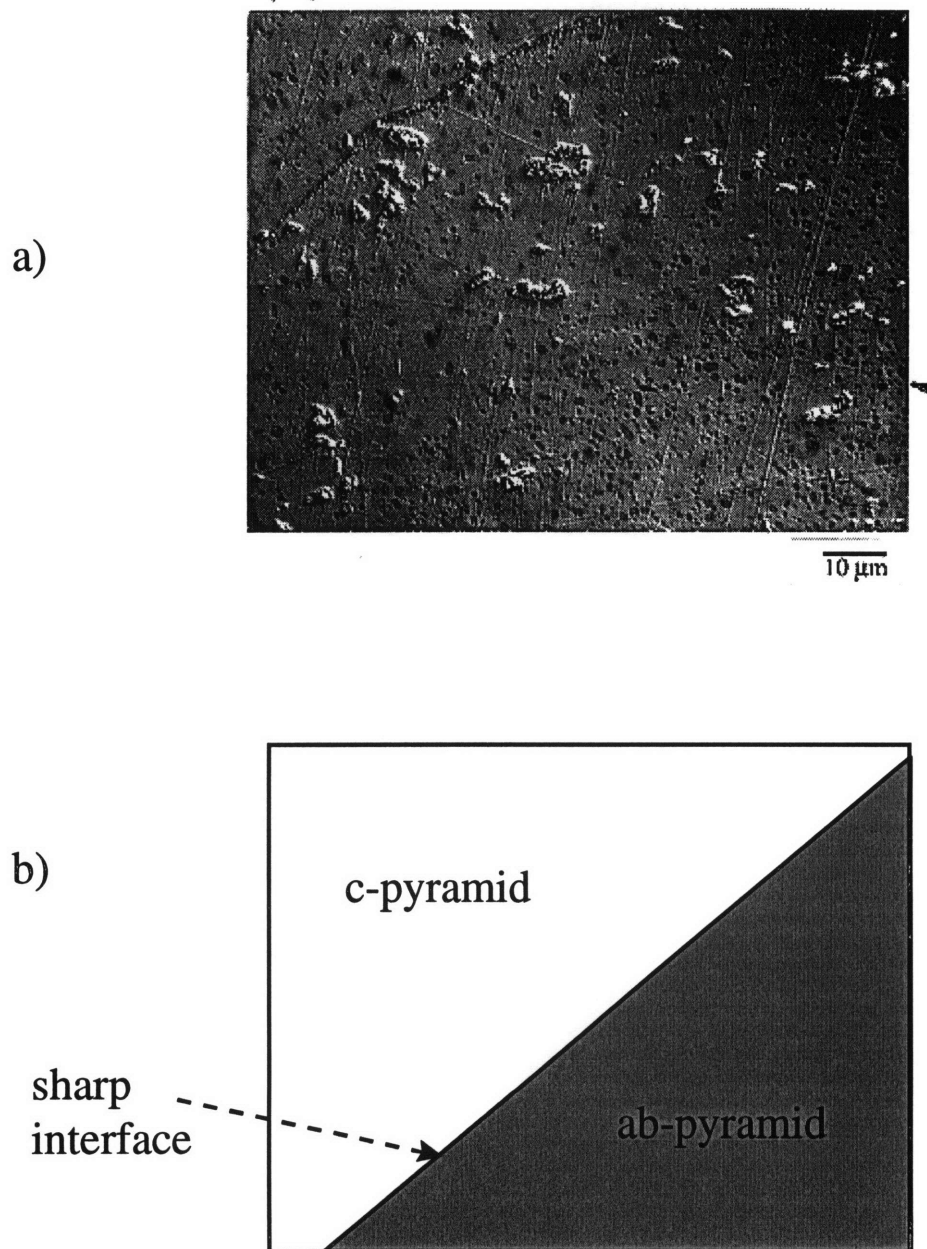 a)
10 μm
b)
c-pyramid
sharp
interface
ab-pyramid